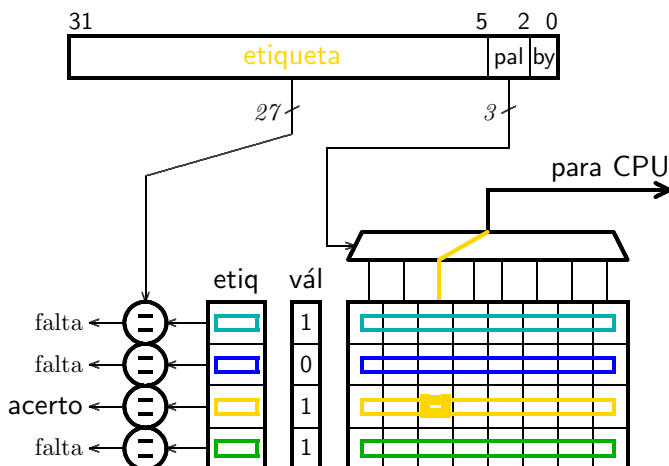 31 5 2 0
etiqueta pal by
27 3
para CPU
etiq vál
falta = 1
falta = 0
acerto = 1
falta = 1